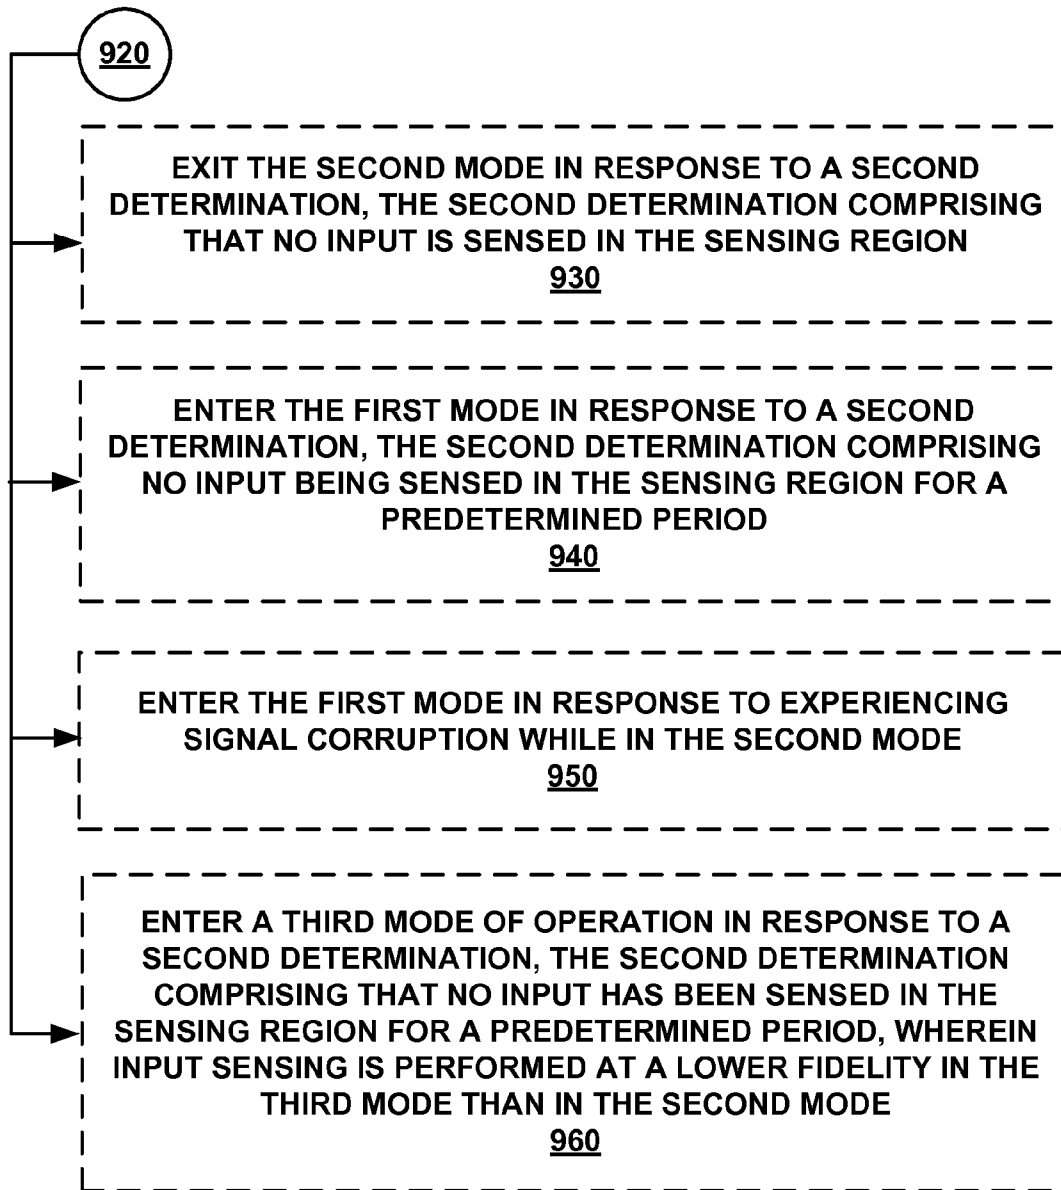 920
EXIT THE SECOND MODE IN RESPONSE TO A SECOND
DETERMINATION, THE SECOND DETERMINATION COMPRISING
THAT NO INPUT IS SENSED IN THE SENSING REGION
930
ENTER THE FIRST MODE IN RESPONSE TO A SECOND
DETERMINATION, THE SECOND DETERMINATION COMPRISING
NO INPUT BEING SENSED IN THE SENSING REGION FOR A
PREDETERMINED PERIOD
940
ENTER THE FIRST MODE IN RESPONSE TO EXPERIENCING
SIGNAL CORRUPTION WHILE IN THE SECOND MODE
950
ENTER A THIRD MODE OF OPERATION IN RESPONSE TO A
SECOND DETERMINATION, THE SECOND DETERMINATION
COMPRISING THAT NO INPUT HAS BEEN SENSED IN THE
SENSING REGION FOR A PREDETERMINED PERIOD, WHEREIN
INPUT SENSING IS PERFORMED AT A LOWER FIDELITY IN THE
THIRD MODE THAN IN THE SECOND MODE
960